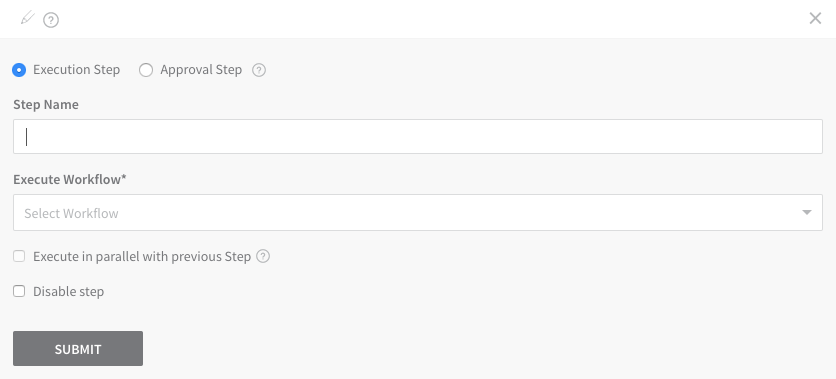 Execution Step Approval Step
Step Name
Execute Workflow*
Select Workflow
Execute in parallel with previous Step
Disable step
SUBMIT